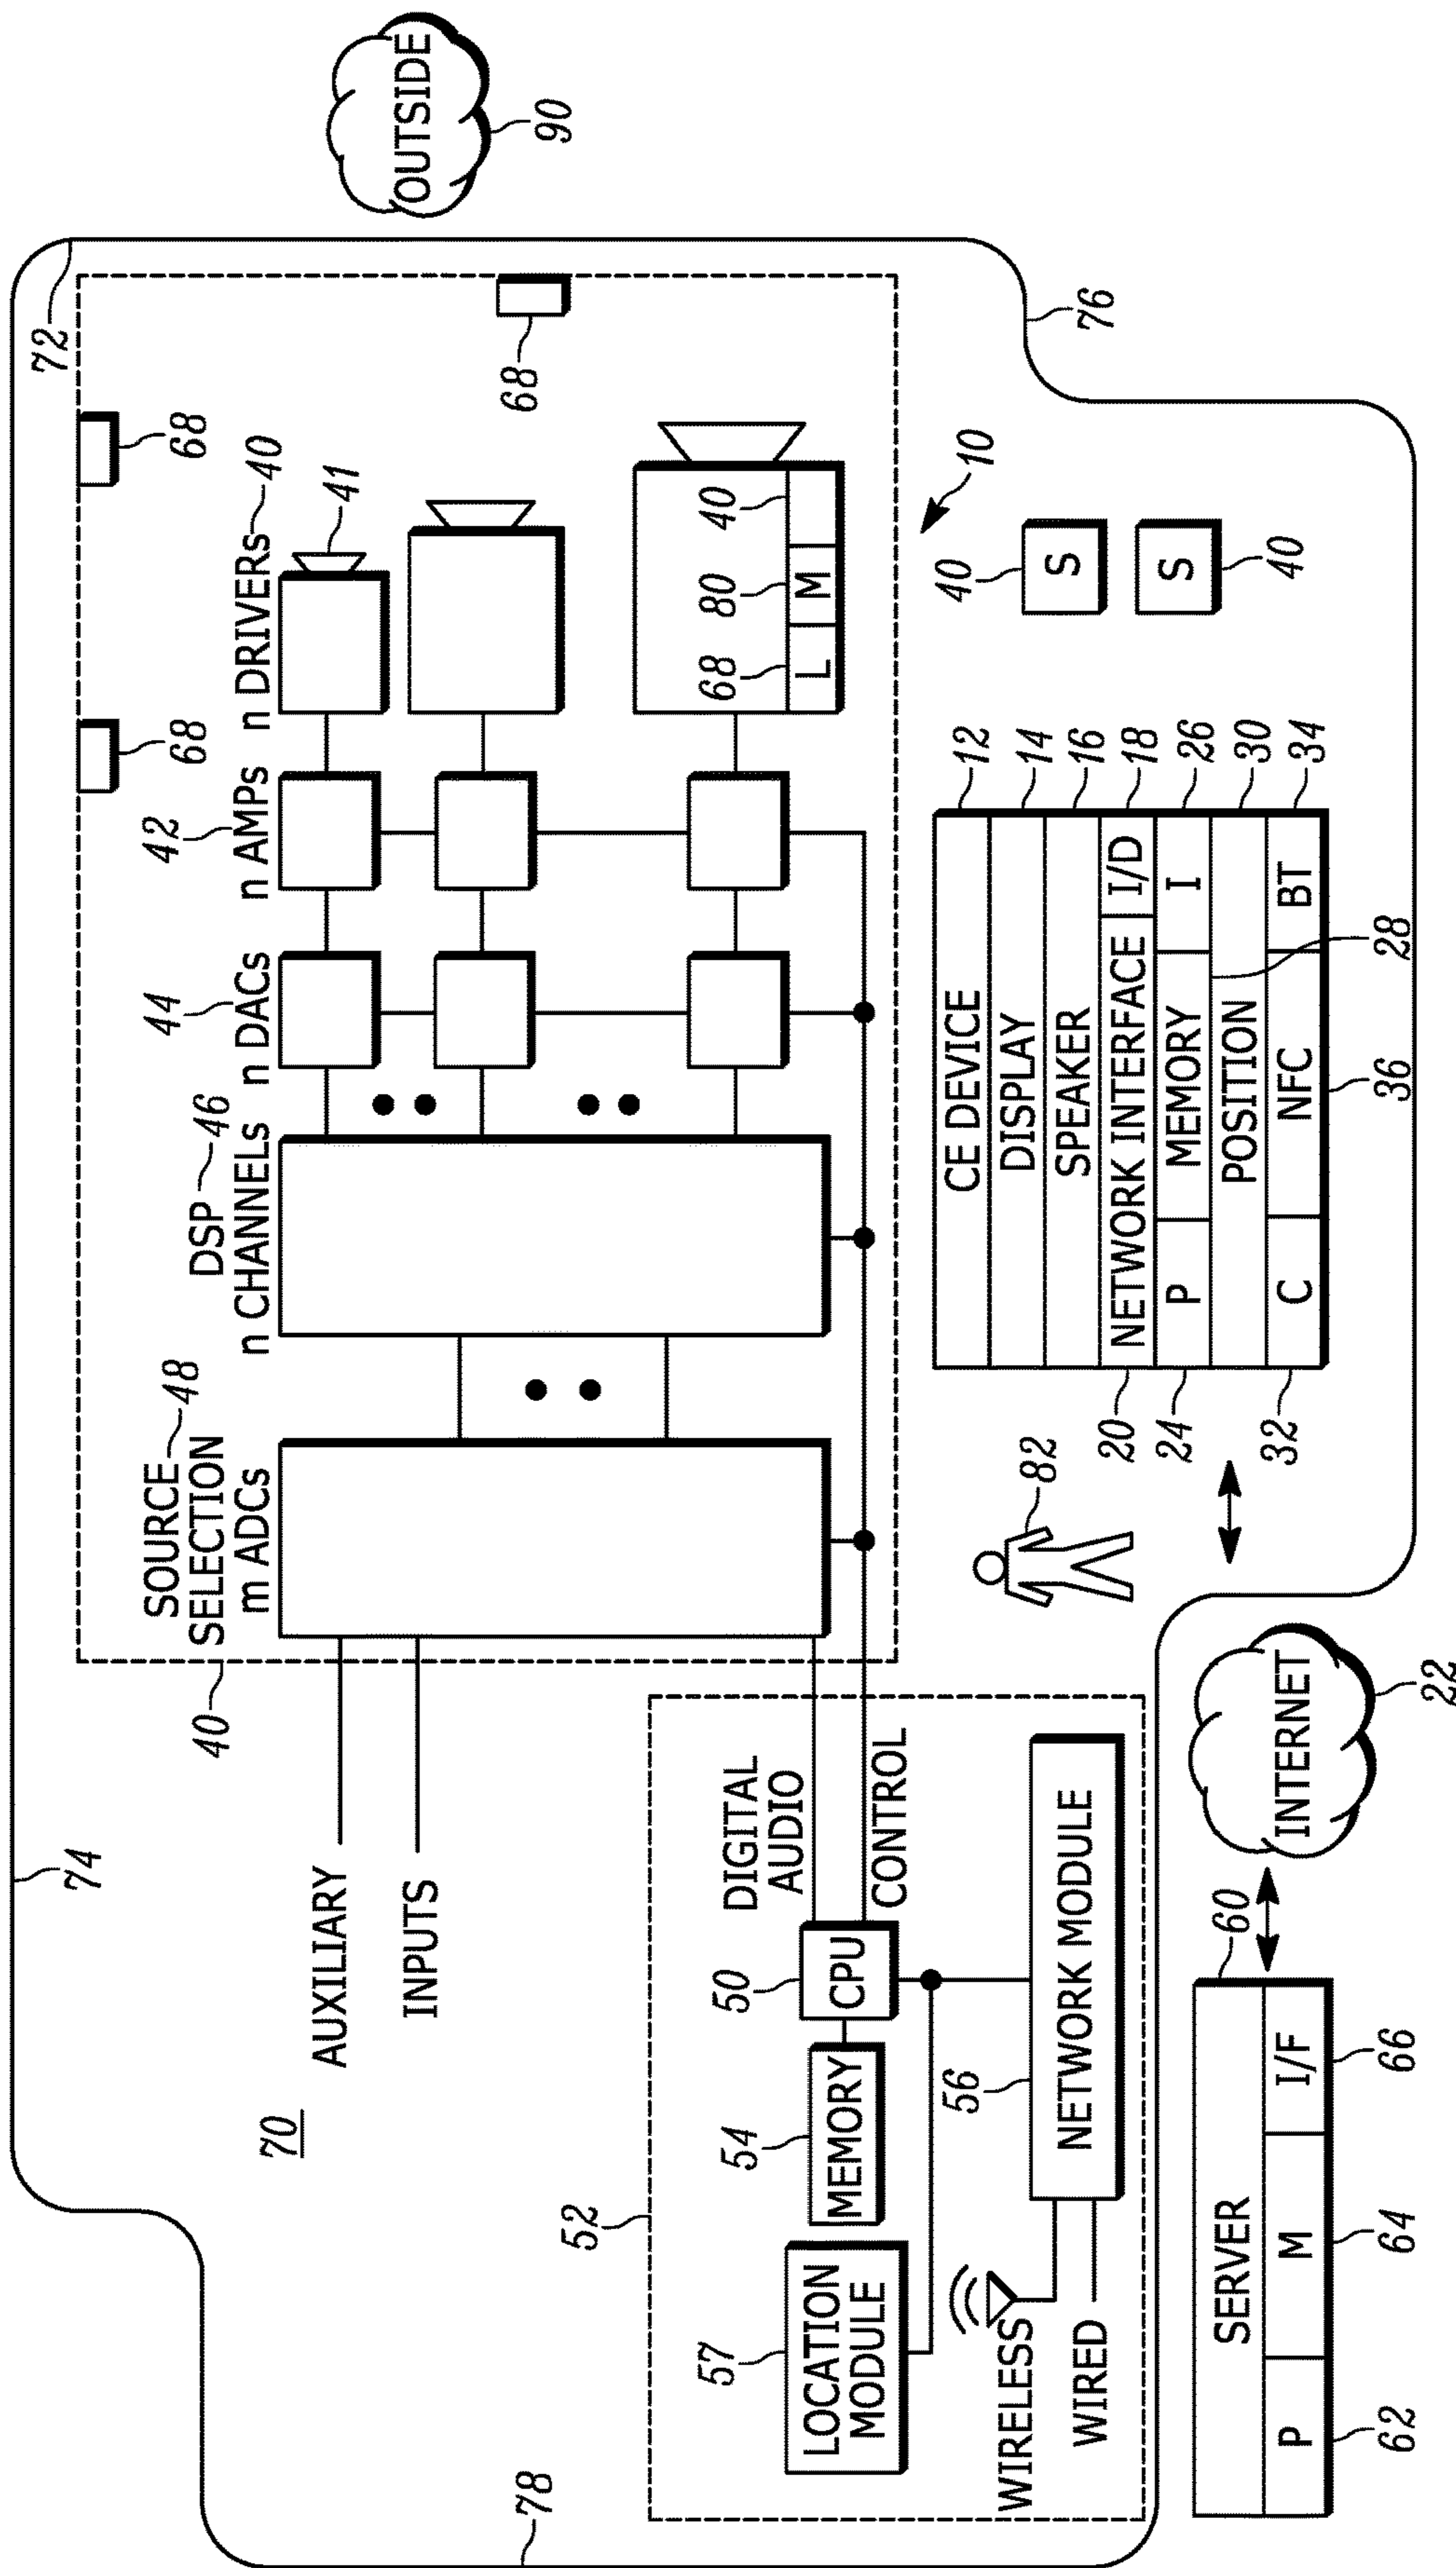 72
74
76
78
70
OUTSIDE
90
68
68
68
SOURCE
SELECTION
48
m ADCs
DSP
46
n CHANNELS
44
n DACs
42
n AMPs
n DRIVERs
40
41
40
AUXILIARY
INPUTS
68
80
40
L
M
DIGITAL
AUDIO
CONTROL
52
50
CPU
54
MEMORY
57
LOCATION
MODULE
56
NETWORK MODULE
WIRELESS
WIRED
10
40
S
S
40
82
CE DEVICE
12
DISPLAY
14
SPEAKER
16
20
NETWORK INTERFACE
I/D
18
24
P
MEMORY
I
26
28
POSITION
30
32
C
NFC
BT
34
36
INTERNET
22
60
SERVER
P
M
I/F
62
64
66